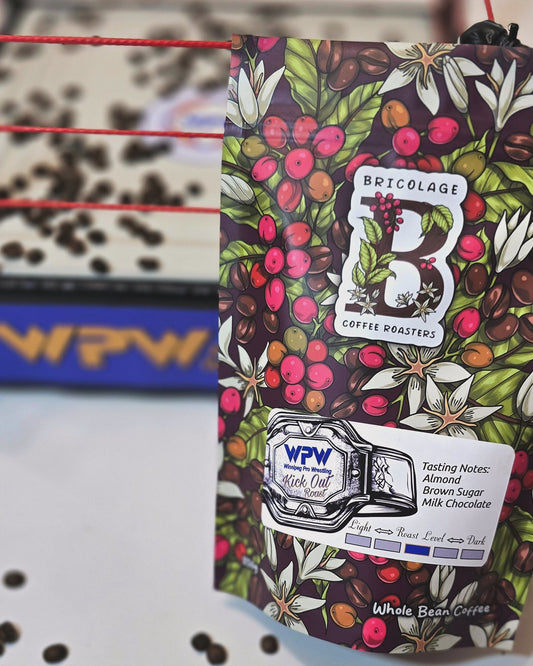 BRICOLAGE
B
COFFEE ROASTERS
WPW
WPW
Winnipeg Pro Wrestling
Kick Out
Roast
Tasting Notes:
Almond
Brown Sugar
Milk Chocolate
Light ⟺ Roast Level ⟺ Dark
Whole Bean Coffee